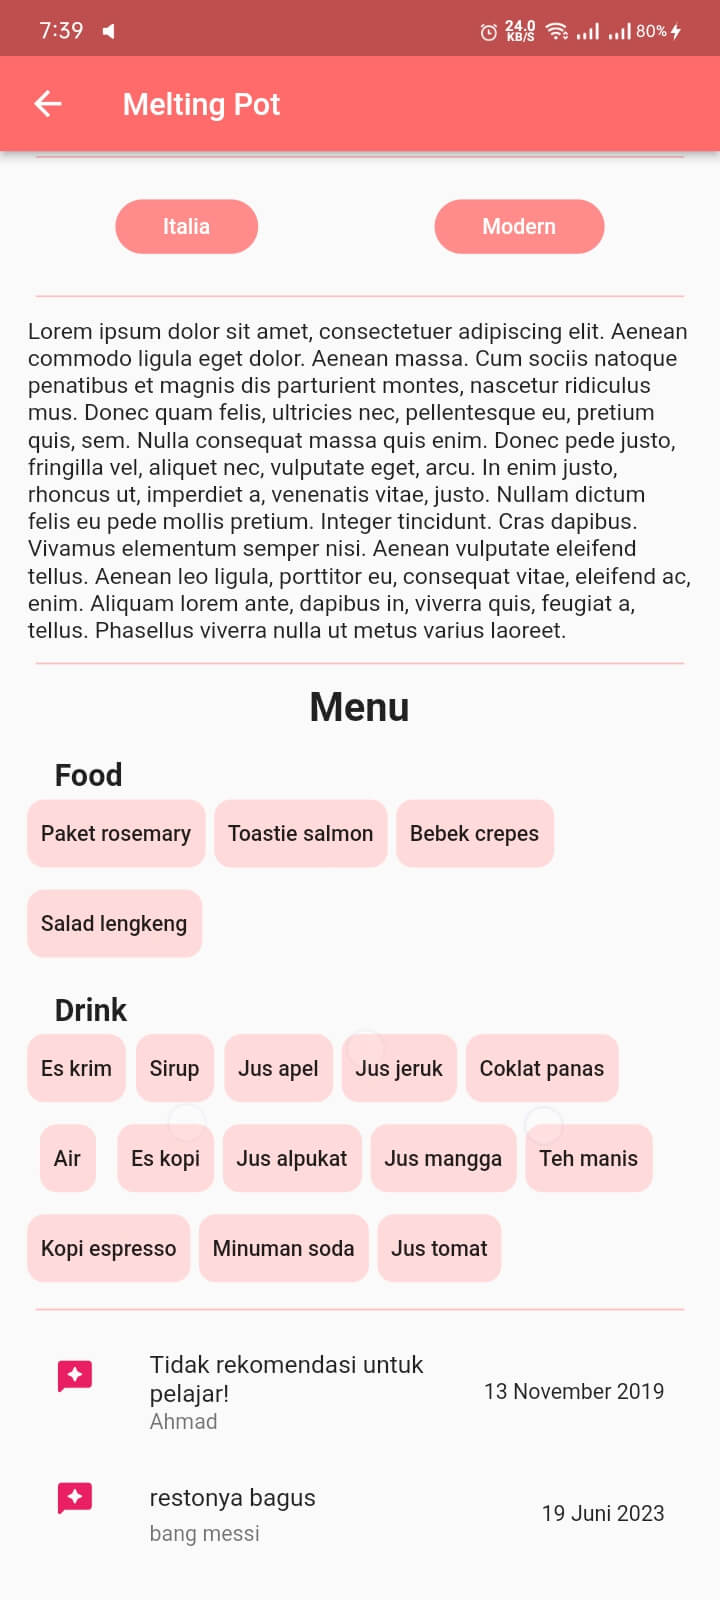 7:39
24.0
KB/S
80%
Melting Pot
Italia
Modern
Lorem ipsum dolor sit amet, consectetuer adipiscing elit. Aenean
commodo ligula eget dolor. Aenean massa. Cum sociis natoque
penatibus et magnis dis parturient montes, nascetur ridiculus
mus. Donec quam felis, ultricies nec, pellentesque eu, pretium
quis, sem. Nulla consequat massa quis enim. Donec pede justo,
fringilla vel, aliquet nec, vulputate eget, arcu. In enim justo,
rhoncus ut, imperdiet a, venenatis vitae, justo. Nullam dictum
felis eu pede mollis pretium. Integer tincidunt. Cras dapibus.
Vivamus elementum semper nisi. Aenean vulputate eleifend
tellus. Aenean leo ligula, porttitor eu, consequat vitae, eleifend ac,
enim. Aliquam lorem ante, dapibus in, viverra quis, feugiat a,
tellus. Phasellus viverra nulla ut metus varius laoreet.
Menu
Food
Paket rosemary
Toastie salmon
Bebek crepes
Salad lengkeng
Drink
Es krim
Sirup
Jus apel
Jus jeruk
Coklat panas
Air
Es kopi
Jus alpukat
Jus mangga
Teh manis
Kopi espresso
Minuman soda
Jus tomat
Tidak rekomendasi untuk
pelajar!
Ahmad
13 November 2019
restonya bagus
bang messi
19 Juni 2023